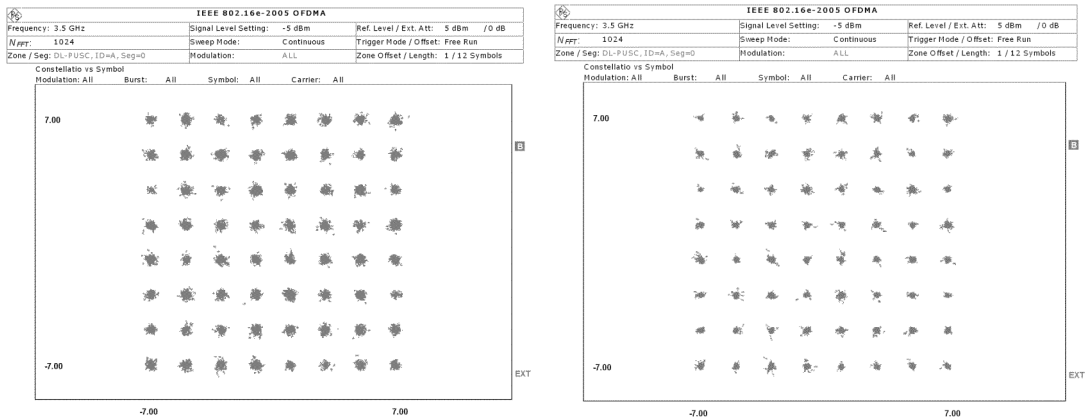 IEEE 802.16e-2005 OFDMA
Frequency: 3.5 GHz Signal Level Setting: -5 dBm Ref. Level / Ext. Att: 5 dBm /0 dB
N FFT: 1024 Sweep Mode: Continuous Trigger Mode / Offset: Free Run
Zone / Seg: DL-PUSC, ID=A, Seg=0 Modulation: ALL Zone Offset / Length: 1 / 12 Symbols
Constellatio vs Symbol
Modulation: All Burst: All Symbol: All Carrier: All
7.00
B
-7.00
EXT
-7.00 7.00
IEEE 802.16e-2005 OFDMA
Frequency: 3.5 GHz Signal Level Setting: -5 dBm Ref. Level / Ext. Att: 5 dBm /0 dB
N FFT: 1024 Sweep Mode: Continuous Trigger Mode / Offset: Free Run
Zone / Seg: DL-PUSC, ID=A, Seg=0 Modulation: ALL Zone Offset / Length: 1 / 12 Symbols
Constellatio vs Symbol
Modulation: All Burst: All Symbol: All Carrier: All
7.00
B
-7.00
EXT
-7.00 7.00